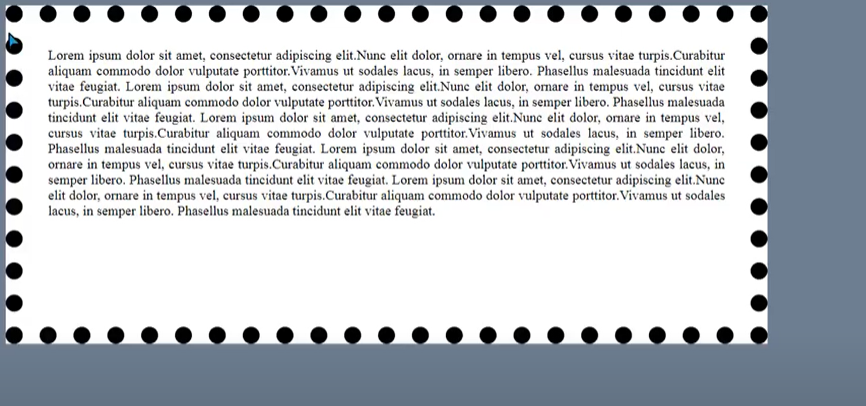 Lorem ipsum dolor sit amet, consectetur adipiscing elit.Nunc elit dolor, ornare in tempus vel, cursus vitae turpis.Curabitur
aliquam commodo dolor vulputate porttitor.Vivamus ut sodales lacus, in semper libero. Phasellus malesuada tincidunt elit
vitae feugiat. Lorem ipsum dolor sit amet, consectetur adipiscing elit.Nunc elit dolor, ornare in tempus vel, cursus vitae
turpis.Curabitur aliquam commodo dolor vulputate porttitor.Vivamus ut sodales lacus, in semper libero. Phasellus malesuada
tincidunt elit vitae feugiat. Lorem ipsum dolor sit amet, consectetur adipiscing elit.Nunc elit dolor, ornare in tempus vel,
cursus vitae turpis.Curabitur aliquam commodo dolor vulputate porttitor.Vivamus ut sodales lacus, in semper libero.
Phasellus malesuada tincidunt elit vitae feugiat. Lorem ipsum dolor sit amet, consectetur adipiscing elit.Nunc elit dolor,
ornare in tempus vel, cursus vitae turpis.Curabitur aliquam commodo dolor vulputate porttitor.Vivamus ut sodales lacus, in
semper libero. Phasellus malesuada tincidunt elit vitae feugiat. Lorem ipsum dolor sit amet, consectetur adipiscing elit.Nunc
elit dolor, ornare in tempus vel, cursus vitae turpis.Curabitur aliquam commodo dolor vulputate porttitor.Vivamus ut sodales
lacus, in semper libero. Phasellus malesuada tincidunt elit vitae feugiat.